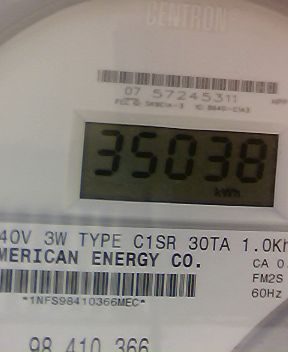 CENTRON
07 57245311
35038
kWh
40V 3W TYPE C1SR 30TA 1.0Kh
MERICAN ENERGY CO.
CA 0.
FM2S
60Hz
*1NFS98410366MEC*
98 410 366